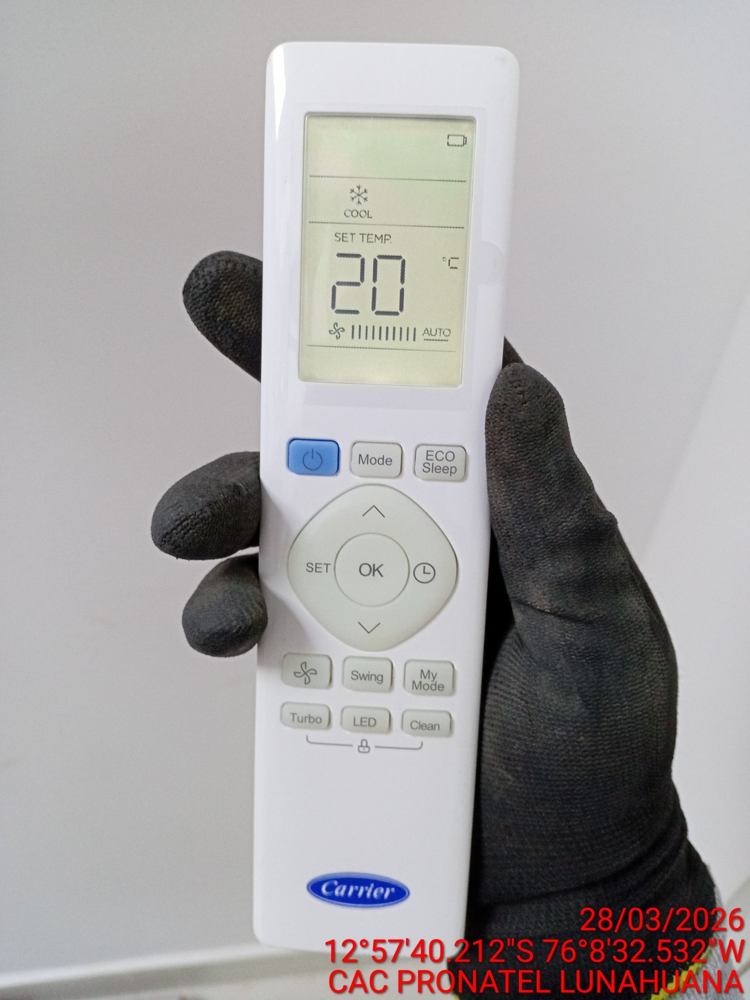 COOL
SET TEMP.
20 °C
AUTO
Mode
ECO
Sleep
SET
OK
Swing
My
Mode
Turbo
LED
Clean
Carrier
28/03/2026
12°57'40.212"S 76°8'32.532"W
CAC PRONATEL LUNAHUANA